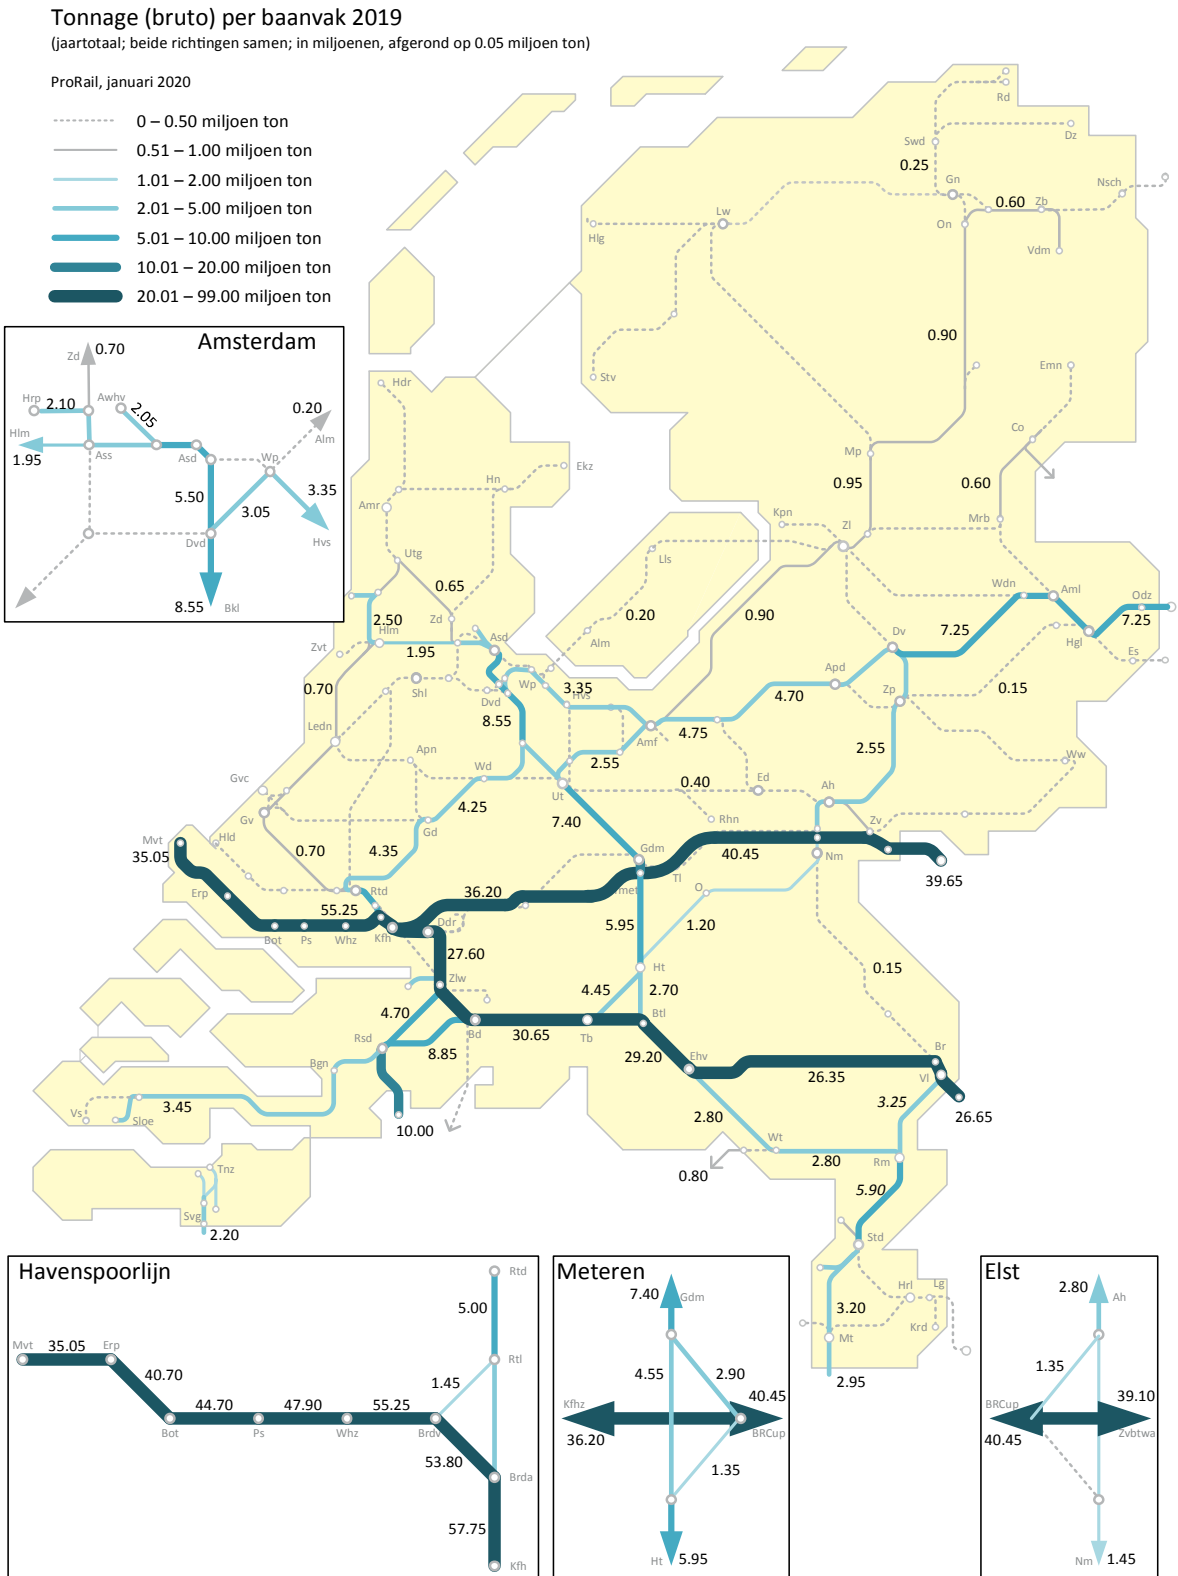 Tonnage (bruto) per baanvak 2019
(jaartotaal; beide richtingen samen; in miljoenen, afgerond op 0.05 miljoen ton)
ProRail, januari 2020
0 – 0.50 miljoen ton
0.51 – 1.00 miljoen ton
1.01 – 2.00 miljoen ton
2.01 – 5.00 miljoen ton
5.01 – 10.00 miljoen ton
10.01 – 20.00 miljoen ton
20.01 – 99.00 miljoen ton
Amsterdam
Zd
0.70
Hrp
2.10
Awhv
2.05
0.20
Alm
Hlm
1.95
Ass
Asd
Wp
5.50
3.05
3.35
Hvs
Dvd
8.55
Bkl
Rd
Swd
Dz
0.25
Gn
Nsch
0.60
Zb
Lw
Hlg
On
Vdm
0.90
Stv
Emn
Hdr
Co
Mp
Ekz
Hn
0.95
0.60
Amr
Kpn
Zl
Mrb
Utg
Lls
0.65
0.90
Wdn
Aml
Odz
2.50
0.20
Zd
Hlm
7.25
7.25
Zvt
1.95
Asd
Alm
Dv
Hgl
Es
Shl
Wp
3.35
Apd
0.70
Dvd
Hvs
4.70
Zp
0.15
Ledn
8.55
Amf
4.75
2.55
Apn
2.55
Ww
Gvc
Wd
Ut
0.40
Ed
Ah
4.25
Gv
Gd
7.40
Rhn
Zv
Mvt
35.05
Hld
40.45
Nm
0.70
4.35
Gdm
39.65
Tl
met
Erp
Rtd
36.20
O
55.25
Bot
Ps
Whz
Kfh
Ddr
5.95
1.20
27.60
Ht
0.15
Zlw
4.45
2.70
4.70
Btl
Rsd
Bd
30.65
Tb
8.85
29.20
Br
Bgn
Ehv
26.35
Vl
3.45
3.25
Vs
Sloe
10.00
2.80
26.65
Wt
Tnz
0.80
2.80
Rm
5.90
Svg
2.20
Std
Hrl
Lg
3.20
Krd
Mt
2.95
Havenspoorlijn
Rtd
5.00
Mvt
35.05
Erp
Rtl
40.70
1.45
44.70
47.90
55.25
Bot
Ps
Whz
Brdv
53.80
Brda
57.75
Kfh
Meteren
7.40
Gdm
4.55
2.90
Kfhz
40.45
36.20
BRCup
1.35
Ht
5.95
Elst
2.80
Ah
1.35
BRCup
39.10
40.45
Zvbtwa
Nm
1.45